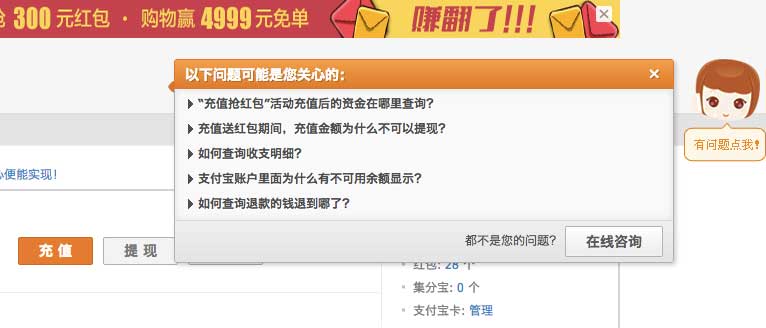 抢 300 元红包 · 购物赢 4999 元免单
赚翻了!!!
以下问题可能是您关心的:
“充值抢红包”活动充值后的资金在哪里查询?
充值送红包期间，充值金额为什么不可以提现?
如何查询收支明细?
支付宝账户里面为什么有不可用余额显示?
如何查询退款的钱退到哪了?
都不是您的问题?
在线咨询
有问题点我!
心便能实现!
充 值
提 现
红包: 28 个
集分宝: 0 个
支付宝卡: 管理